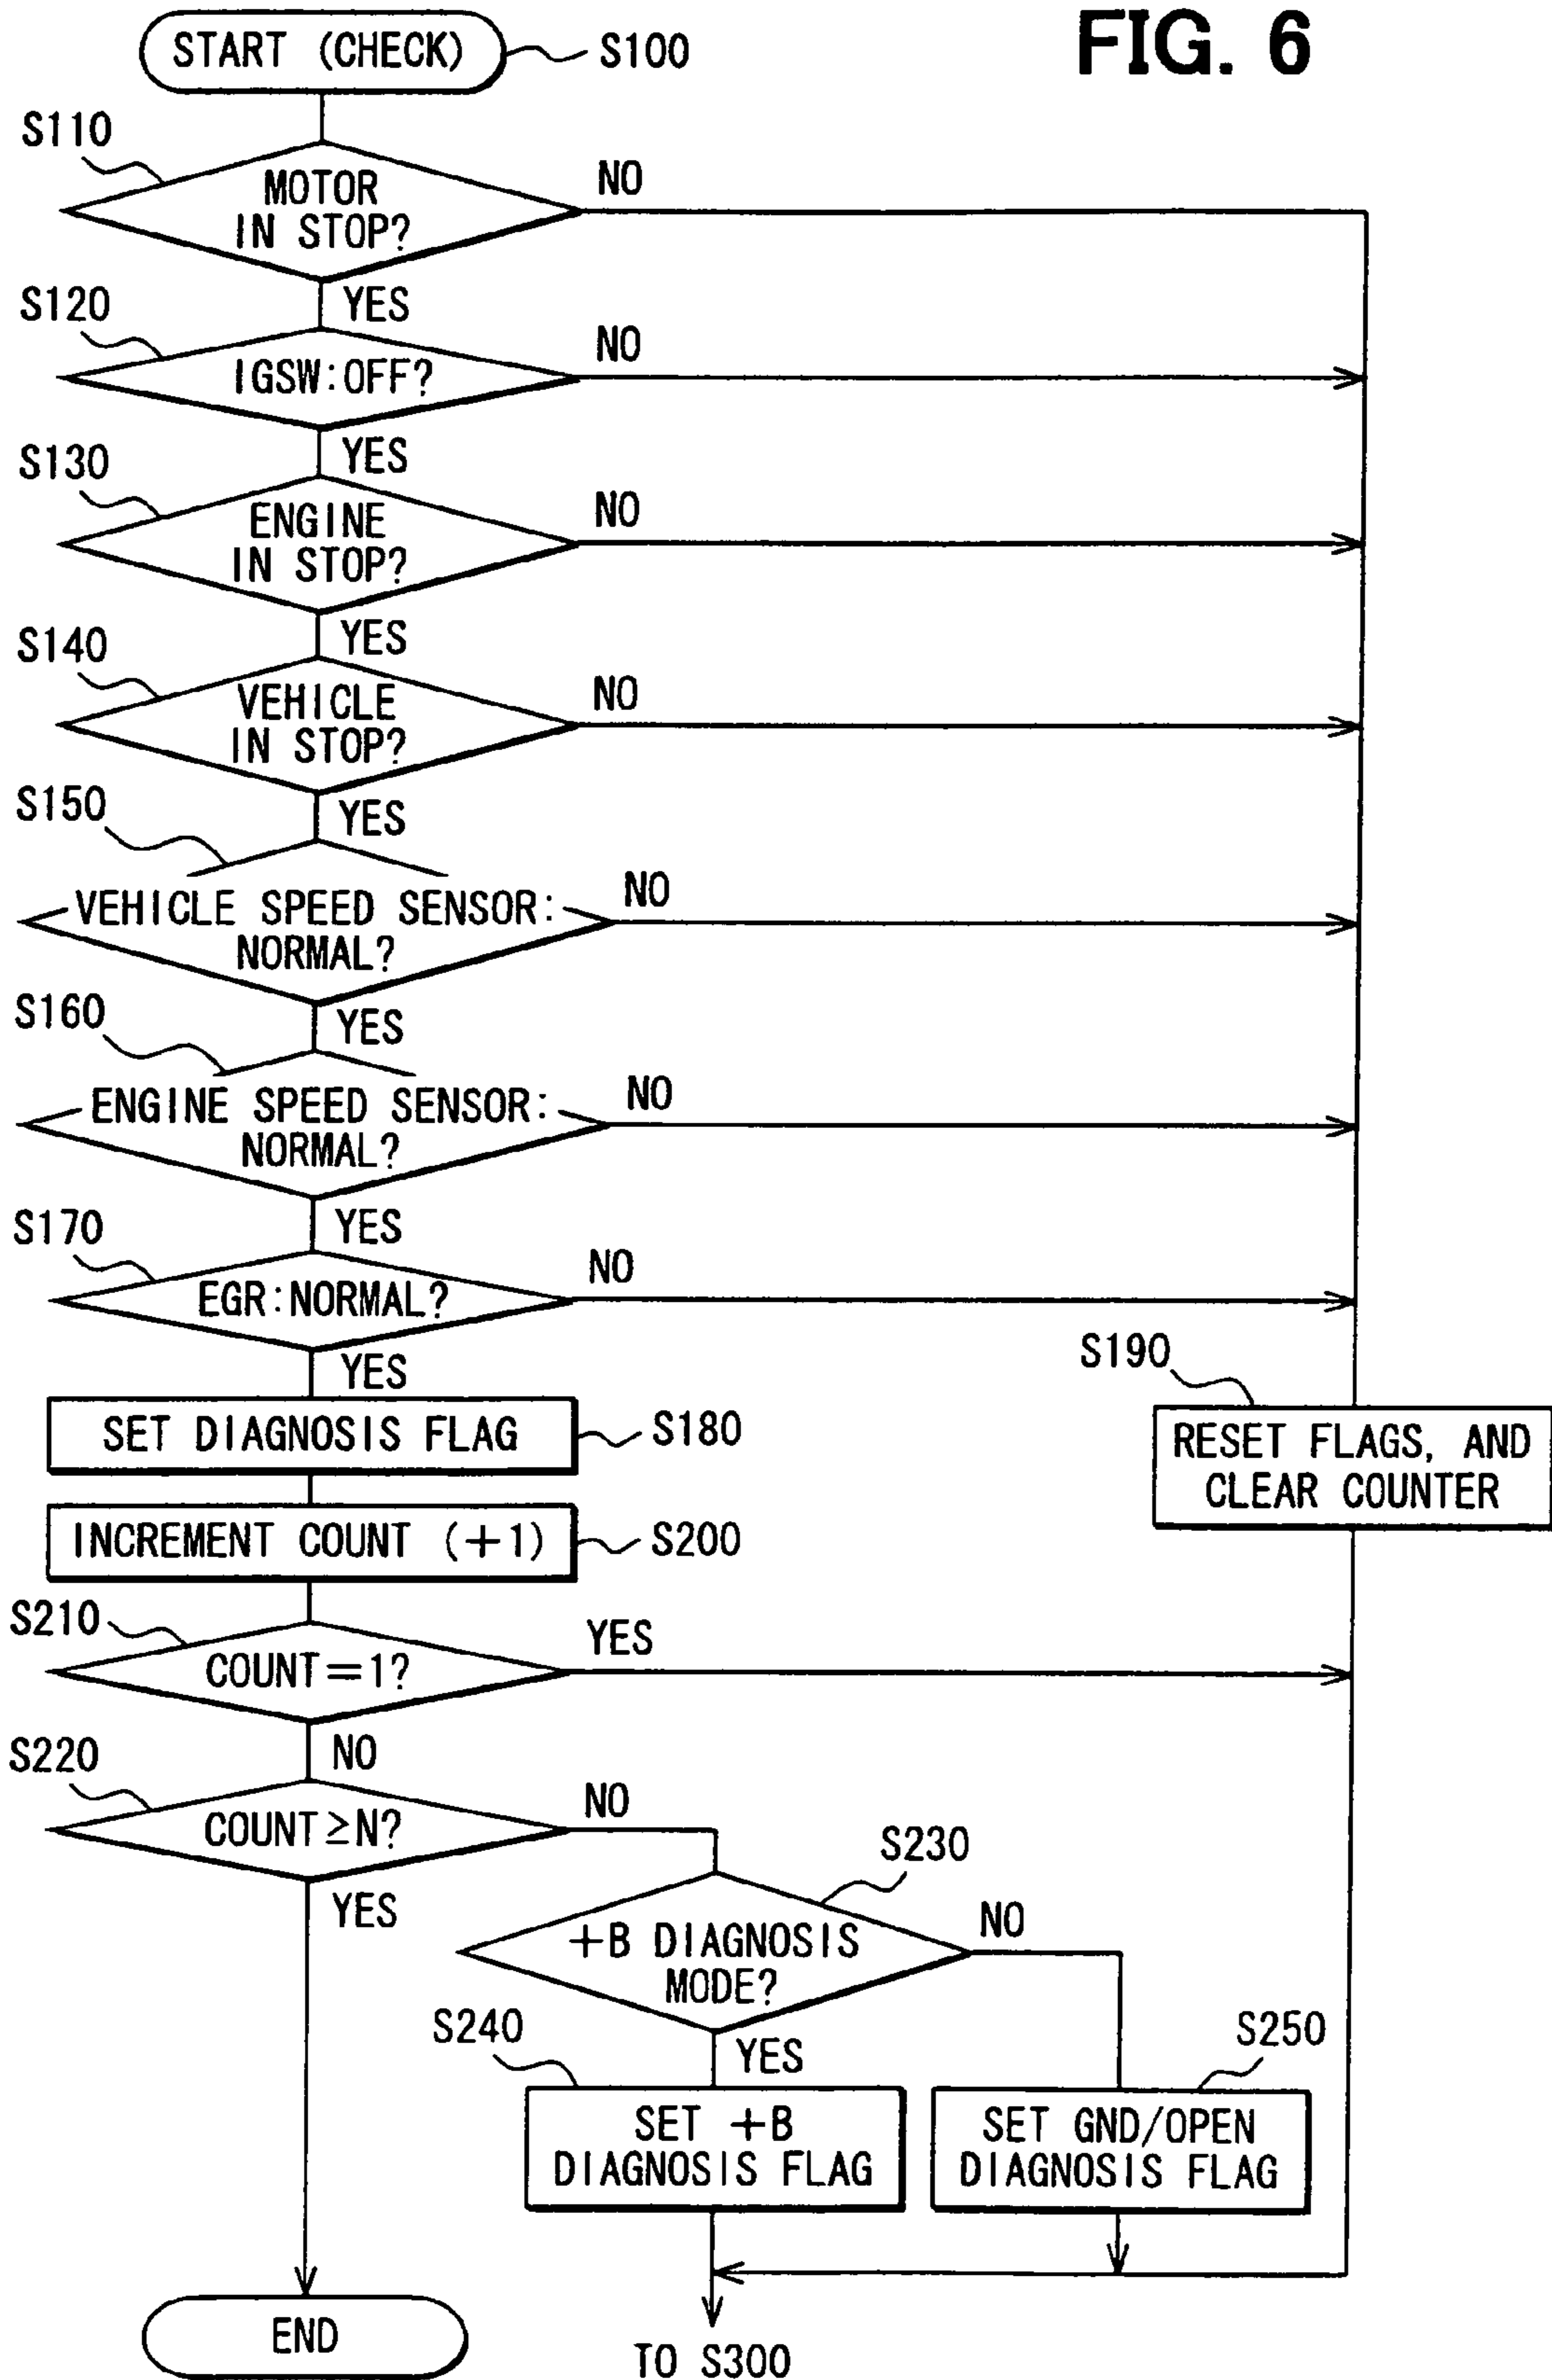 FIG. 6
START (CHECK)
S100
S110
MOTOR
IN STOP?
NO
YES
S120
IGSW:OFF?
NO
YES
S130
ENGINE
IN STOP?
NO
YES
S140
VEHICLE
IN STOP?
NO
YES
S150
VEHICLE SPEED SENSOR:
NORMAL?
NO
YES
S160
ENGINE SPEED SENSOR:
NORMAL?
NO
YES
S170
EGR:NORMAL?
NO
YES
S180
SET DIAGNOSIS FLAG
S190
RESET FLAGS, AND
CLEAR COUNTER
INCREMENT COUNT (+1)
S200
S210
COUNT=1?
YES
NO
S220
COUNT≥N?
NO
YES
S230
+B DIAGNOSIS
MODE?
NO
YES
S240
SET +B
DIAGNOSIS FLAG
S250
SET GND/OPEN
DIAGNOSIS FLAG
END
TO S300